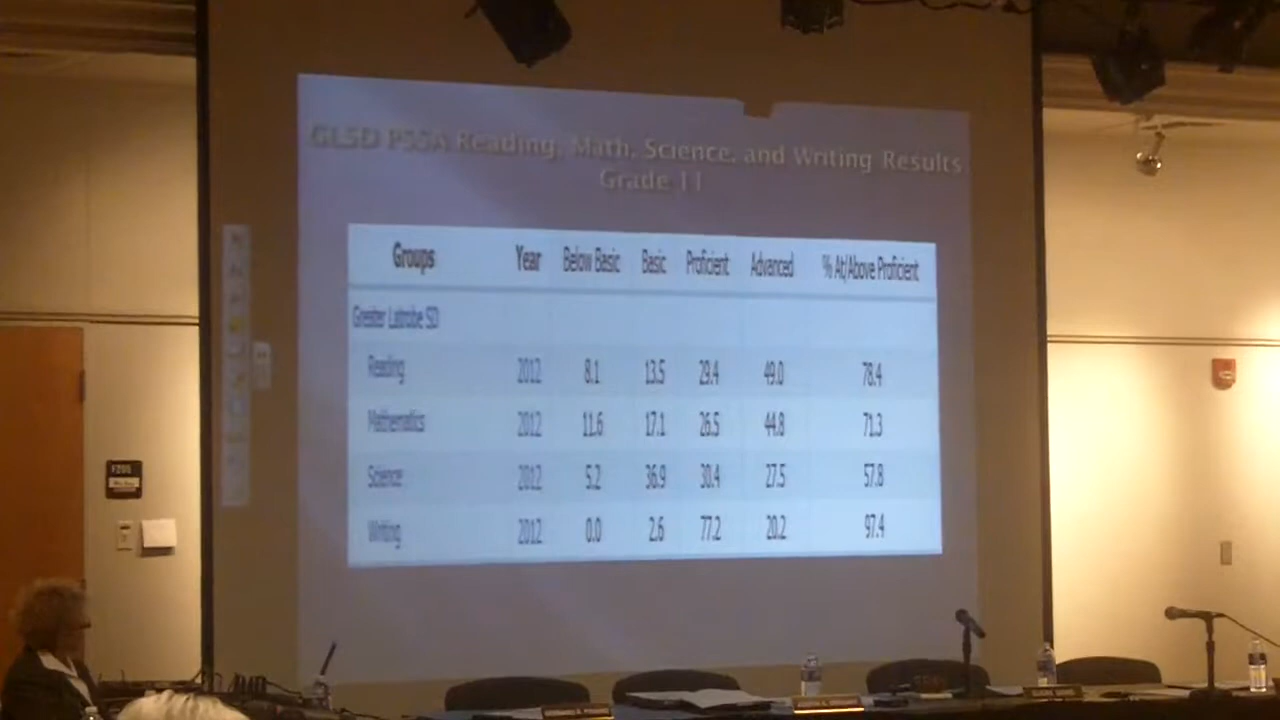 GLSD PSSA Reading, Math, Science, and Writing Results
Grade 11
Groups Year Below Basic Basic Proficient Advanced % At/Above Proficient
Greater Latrobe SD
Reading 2012 8.1 13.5 29.4 49.0 78.4
Mathematics 2012 11.6 17.1 26.5 44.8 71.3
Science 2012 5.2 36.9 30.4 27.5 57.8
Writing 2012 0.0 2.6 77.2 20.2 97.4
F205